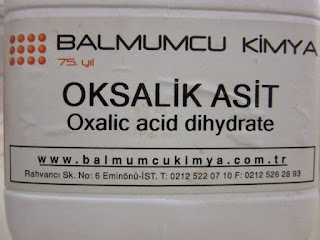 BALMUMCU KİMYA
75. yıl
OKSALİK ASİT
Oxalic acid dihydrate
www.balmumcukimya.com.tr
Rahvancı Sk. No: 6 Eminönü-İST. T: 0212 522 07 10 F: 0212 526 28 93